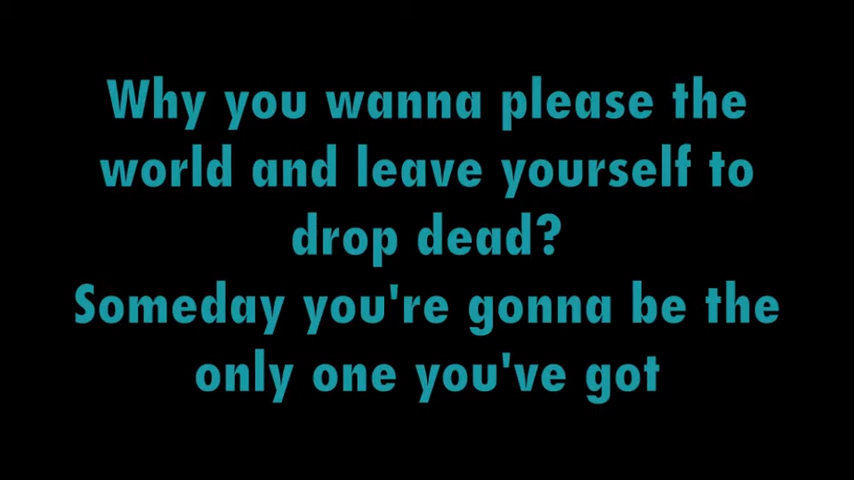 Why you wanna please the
world and leave yourself to
drop dead?
Someday you're gonna be the
only one you've got